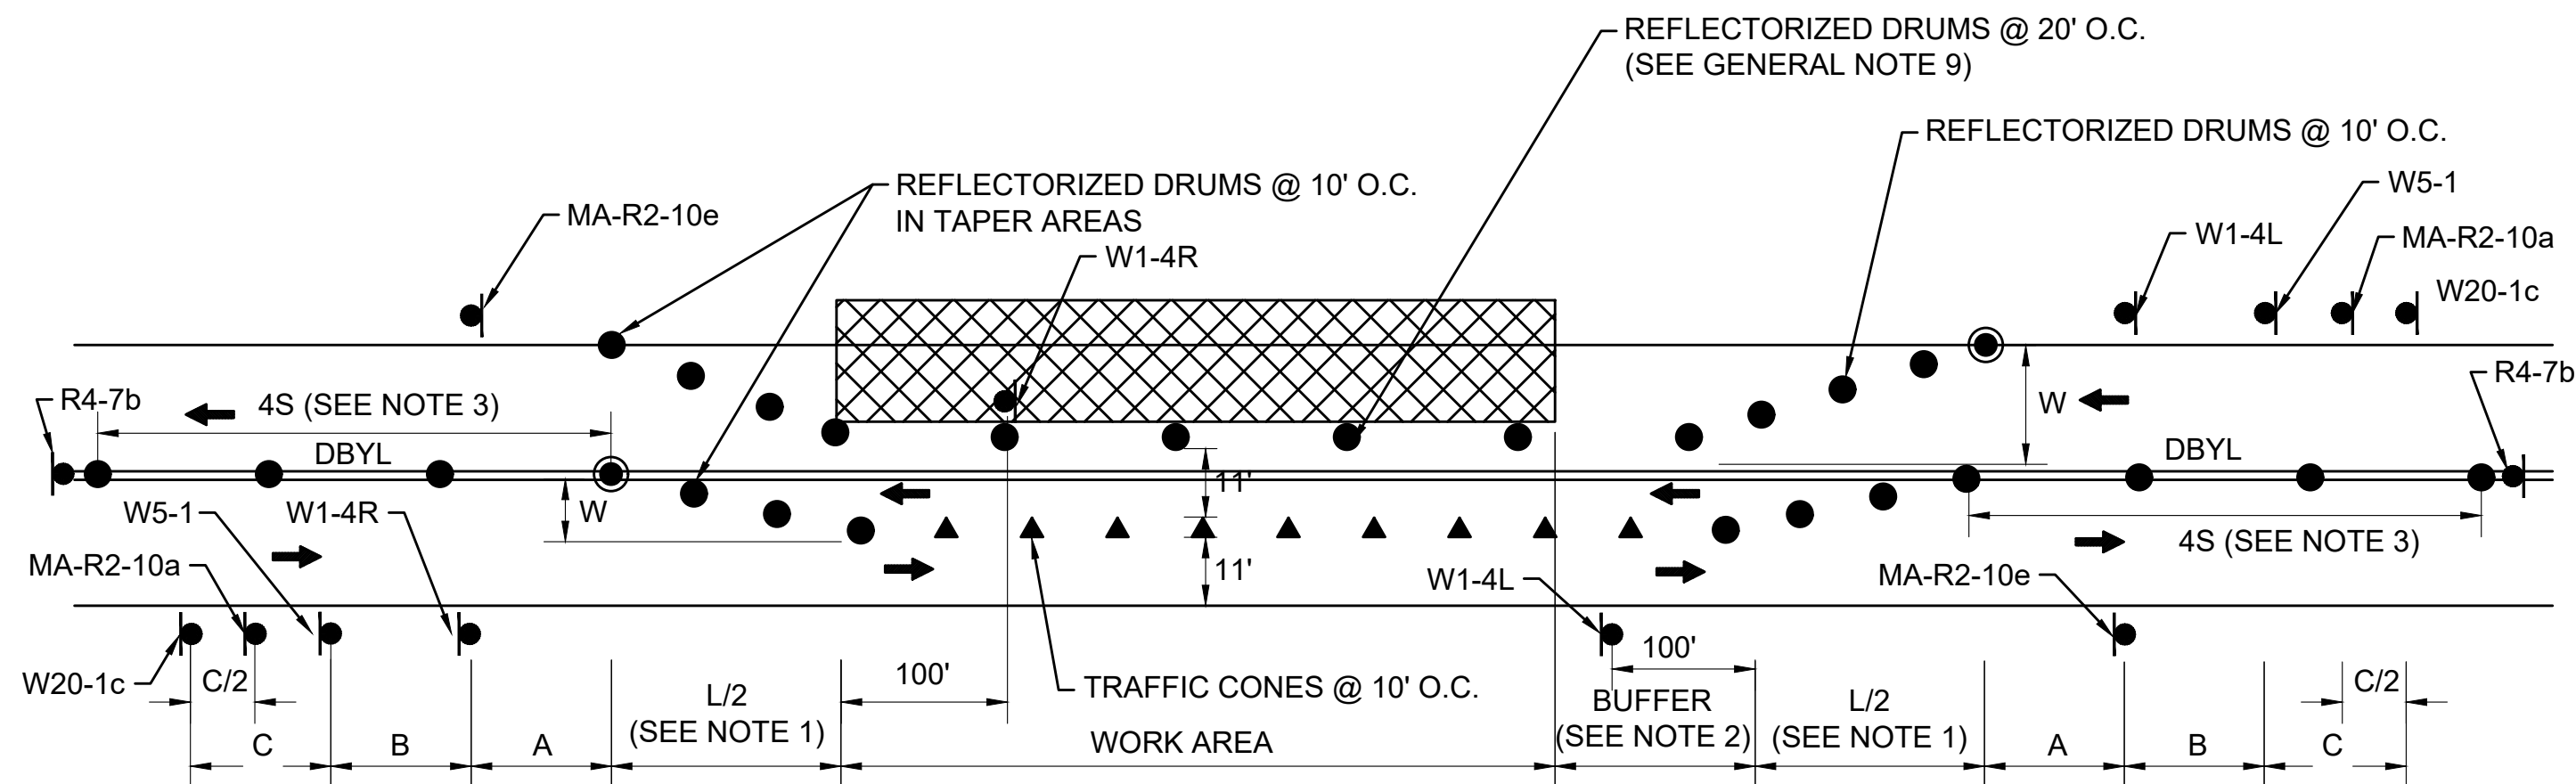 REFLECTORIZED DRUMS @ 20' O.C.
(SEE GENERAL NOTE 9)
REFLECTORIZED DRUMS @ 10' O.C.
REFLECTORIZED DRUMS @ 10' O.C.
IN TAPER AREAS
W5-1
MA-R2-10e
W1-4L
MA-R2-10a
W1-4R
W20-1c
R4-7b
4S (SEE NOTE 3)
W
R4-7b
DBYL
DBYL
11'
W5-1
W1-4R
W
4S (SEE NOTE 3)
MA-R2-10a
11'
W1-4L
MA-R2-10e
W20-1c
C/2
100'
TRAFFIC CONES @ 10' O.C.
100'
C/2
L/2
(SEE NOTE 1)
BUFFER
(SEE NOTE 2)
L/2
(SEE NOTE 1)
C
B
A
WORK AREA
A
B
C